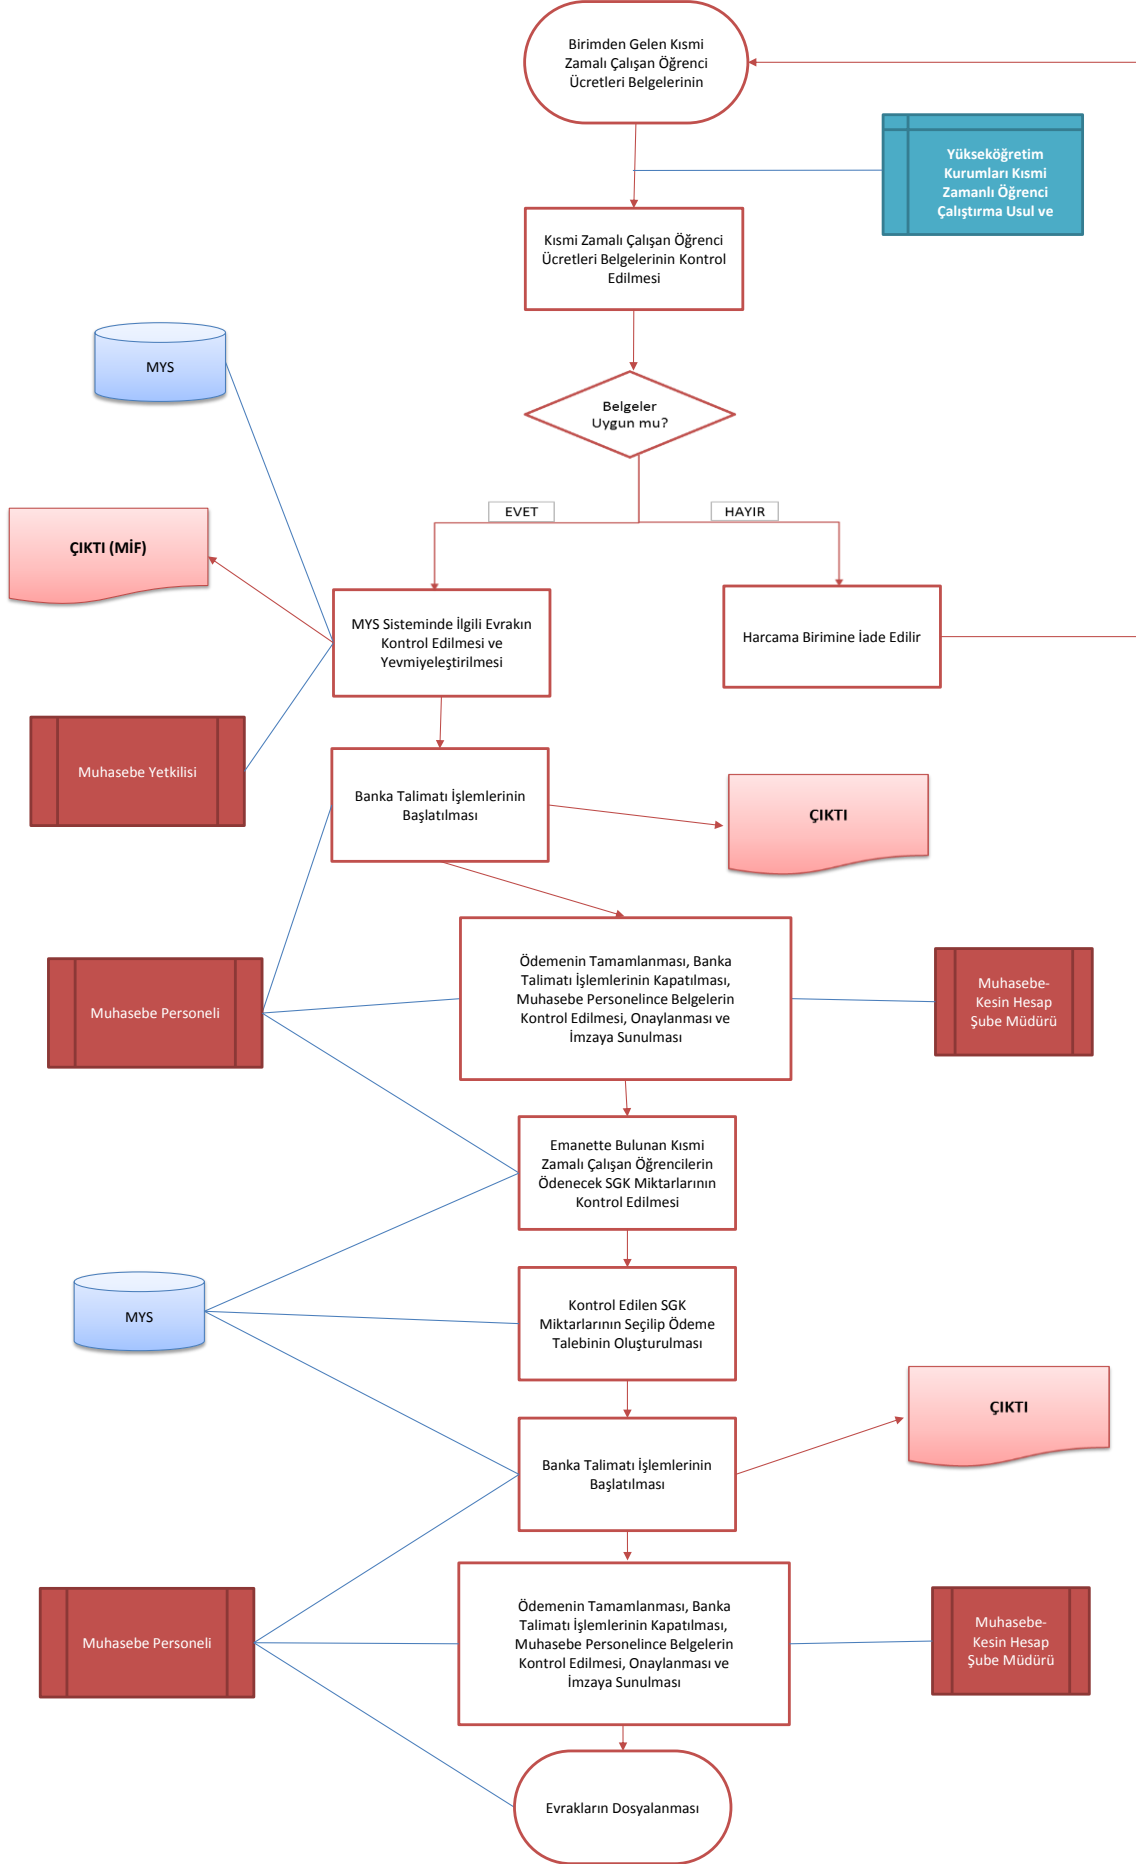 Birimden Gelen Kısmi
Zamalı Çalışan Öğrenci
Ücretleri Belgelerinin
Yükseköğretim
Kurumları Kısmi
Zamanlı Öğrenci
Çalıştırma Usul ve
Kısmi Zamalı Çalışan Öğrenci
Ücretleri Belgelerinin Kontrol
Edilmesi
MYS
Belgeler
Uygun mu?
EVET
HAYIR
ÇIKTI (MİF)
MYS Sisteminde İlgili Evrakın
Kontrol Edilmesi ve
Yevmiyeleştirilmesi
Harcama Birimine İade Edilir
Muhasebe Yetkilisi
Banka Talimatı İşlemlerinin
Başlatılması
ÇIKTI
Ödemenin Tamamlanması, Banka
Talimatı İşlemlerinin Kapatılması,
Muhasebe Personelince Belgelerin
Kontrol Edilmesi, Onaylanması ve
İmzaya Sunulması
Muhasebe Personeli
Muhasebe-
Kesin Hesap
Şube Müdürü
Emanette Bulunan Kısmi
Zamalı Çalışan Öğrencilerin
Ödenecek SGK Miktarlarının
Kontrol Edilmesi
MYS
Kontrol Edilen SGK
Miktarlarının Seçilip Ödeme
Talebinin Oluşturulması
ÇIKTI
Banka Talimatı İşlemlerinin
Başlatılması
Ödemenin Tamamlanması, Banka
Talimatı İşlemlerinin Kapatılması,
Muhasebe Personelince Belgelerin
Kontrol Edilmesi, Onaylanması ve
İmzaya Sunulması
Muhasebe Personeli
Muhasebe-
Kesin Hesap
Şube Müdürü
Evrakların Dosyalanması